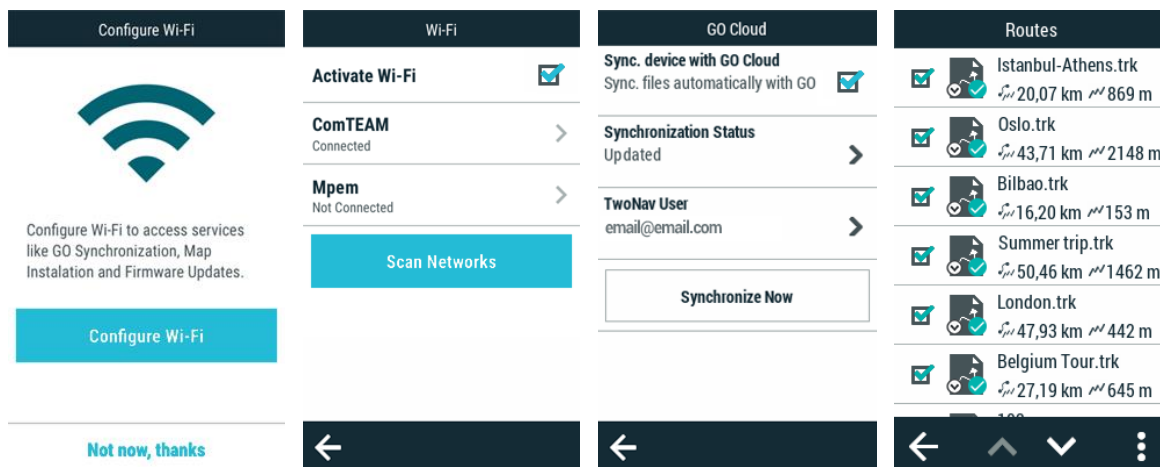 Configure Wi-Fi
Configure Wi-Fi to access services
like GO Synchronization, Map
Instalation and Firmware Updates.
Configure Wi-Fi
Not now, thanks
Wi-Fi
Activate Wi-Fi
ComTEAM
Connected
Mpem
Not Connected
Scan Networks
GO Cloud
Sync. device with GO Cloud
Sync. files automatically with GO
Synchronization Status
Updated
TwoNav User
email@email.com
Synchronize Now
Routes
Istanbul-Athens.trk
20,07 km 869 m
Oslo.trk
43,71 km 2148 m
Bilbao.trk
16,20 km 153 m
Summer trip.trk
50,46 km 1462 m
London.trk
47,93 km 442 m
Belgium Tour.trk
27,19 km 645 m